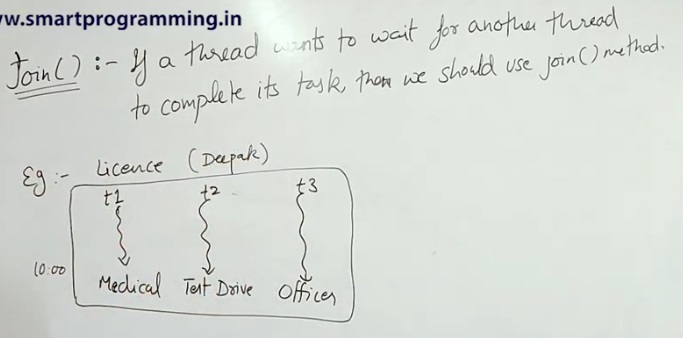 w.smartprogramming.in
Join() :- If a thread wants to wait for another thread
to complete its task, then we should use join() method.
Eg :- Licence (Deepak)
t1 t2 t3
10:00
Medical Test Drive Officer